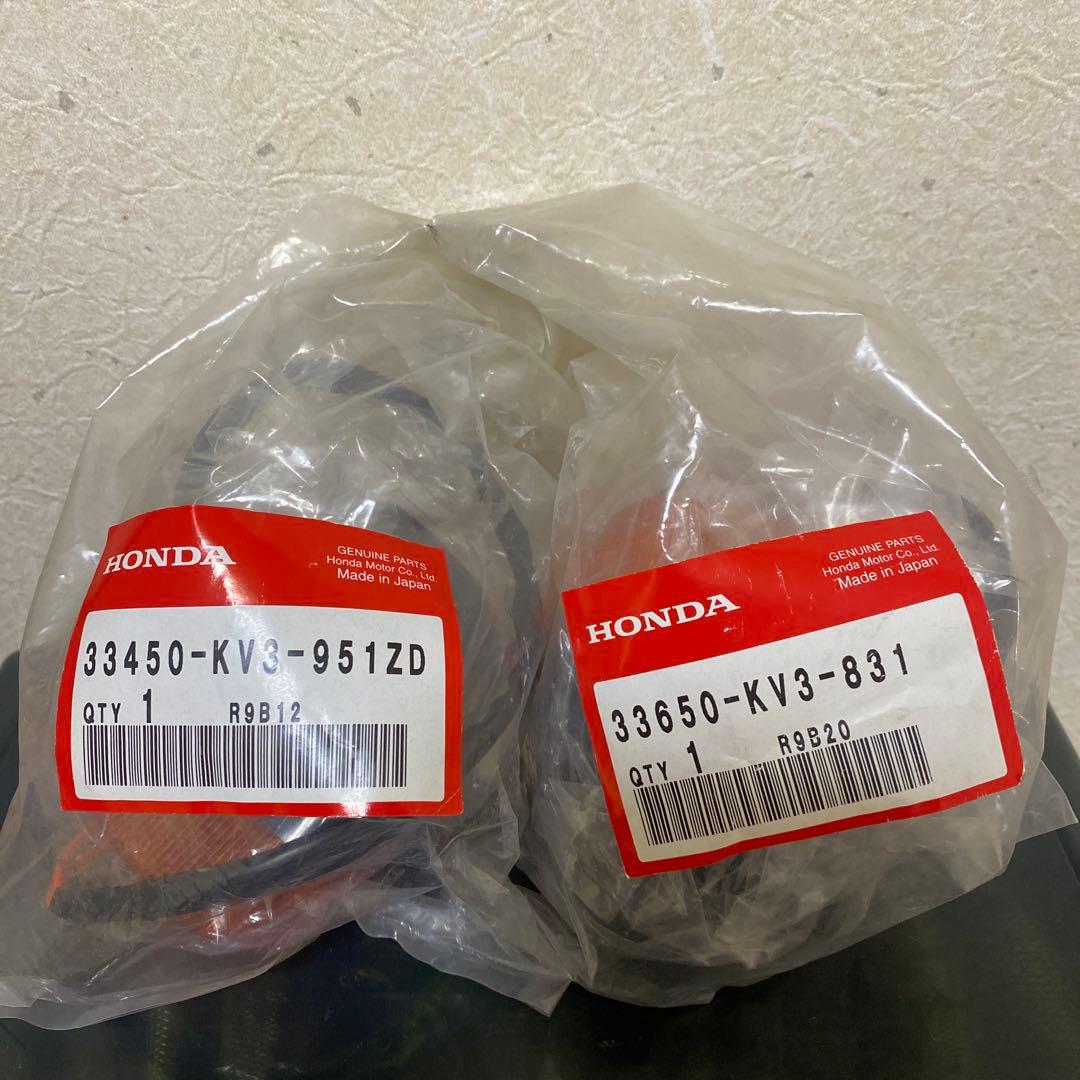 HONDA
GENUINE PARTS
Honda Motor Co., Ltd.
Made in Japan
33450-KV3-951ZD
QTY 1 R9B12
HONDA
GENUINE PARTS
Honda Motor Co., Ltd.
Made in Japan
33650-KV3-831
QTY 1 R9B20